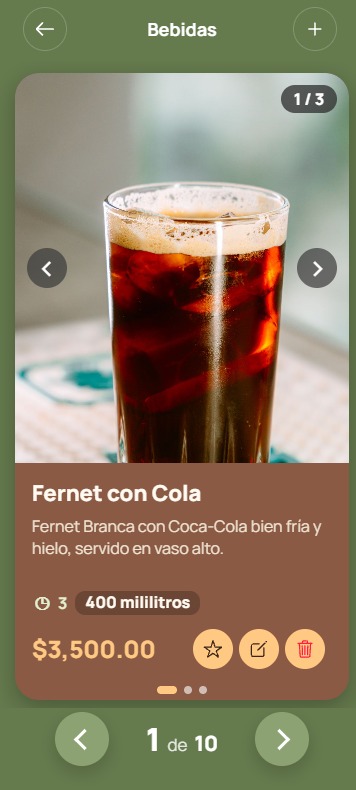 Bebidas
1 / 3
Fernet con Cola
Fernet Branca con Coca-Cola bien fría y
hielo, servido en vaso alto.
3 400 mililitros
$3,500.00
1 de 10